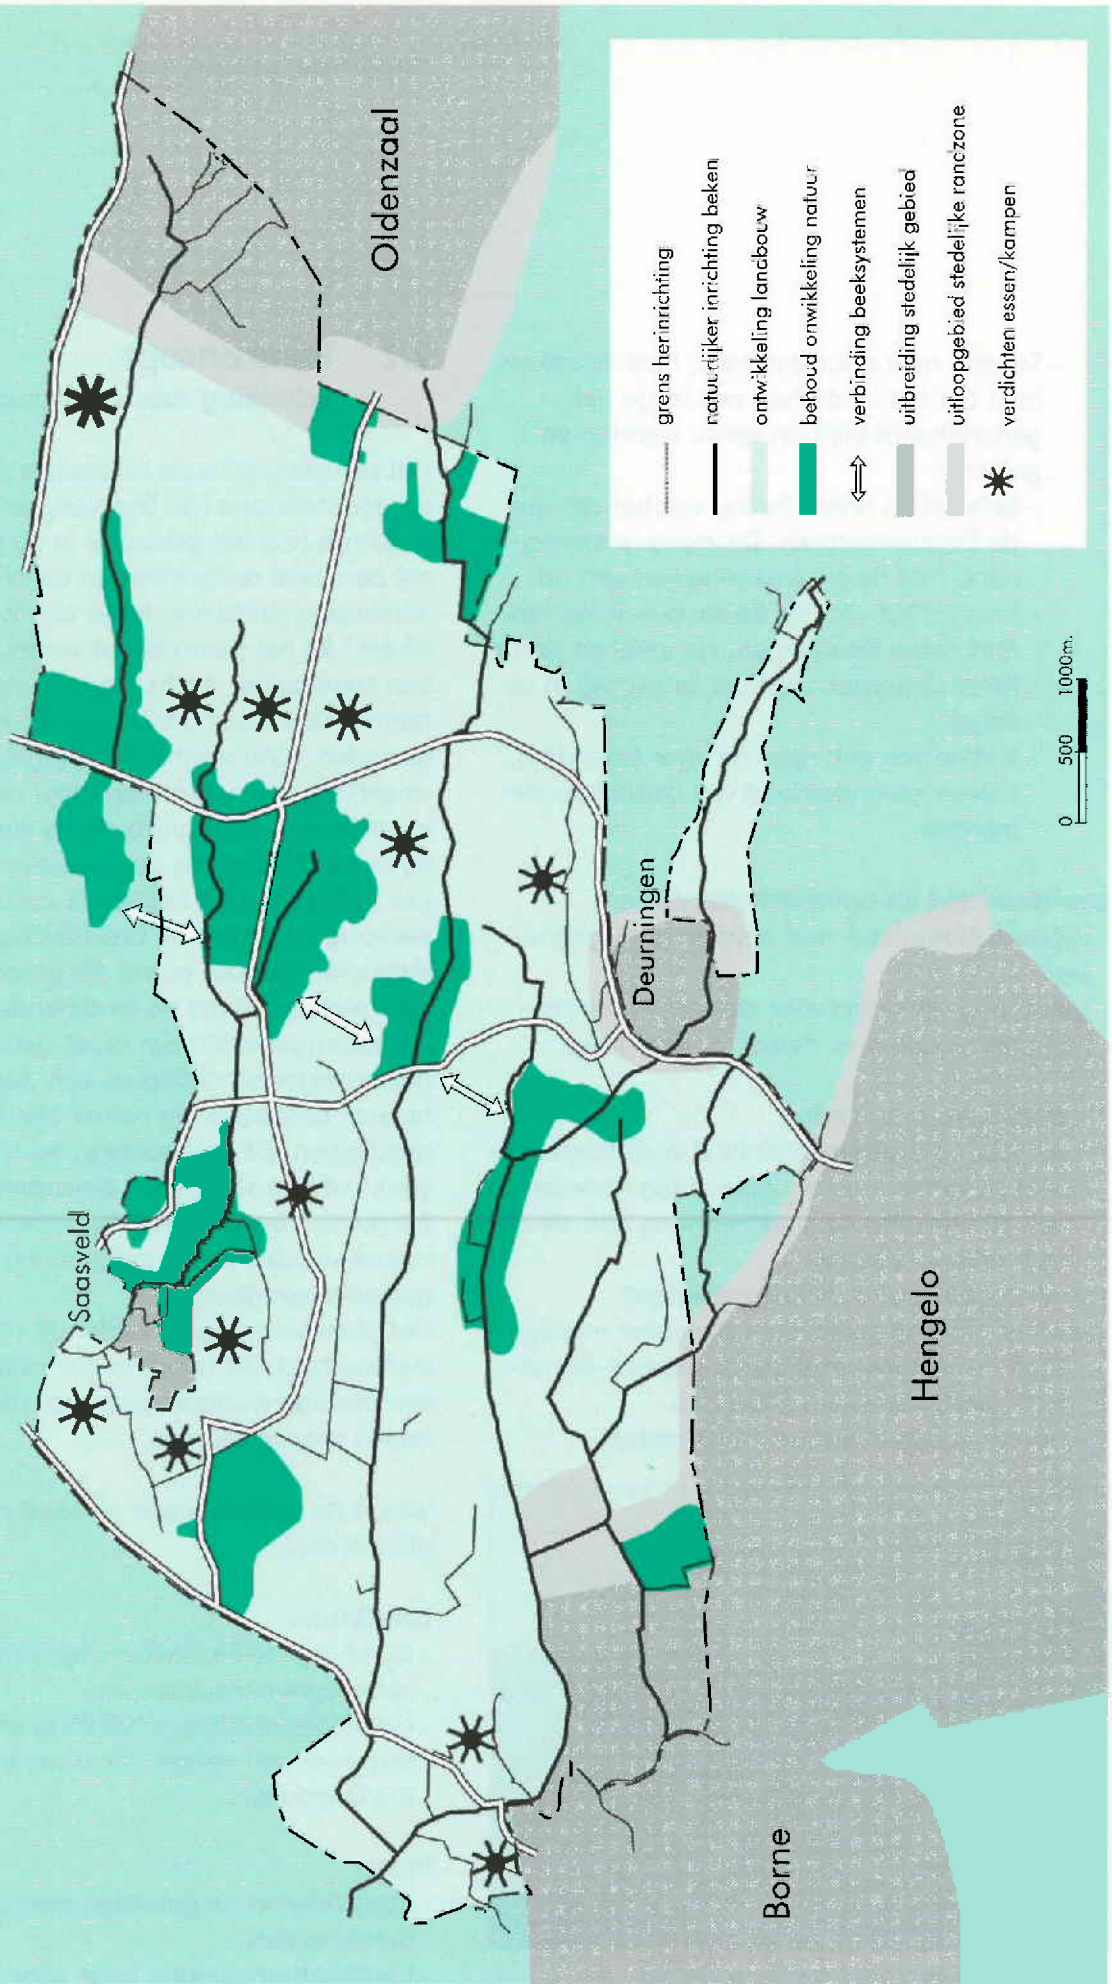 Oldenzaal
Saasveld
Deurningen
Hengelo
Borne
grens herinrichting
natuurlijker inrichting beken
ontwikkeling landbouw
behoud onwikkeling natuur
verbinding beeksystemen
uitbreiding stedelijk gebied
uitloopgebied stedelijke randzone
verdichten essen/kampen
0 500 1000m.